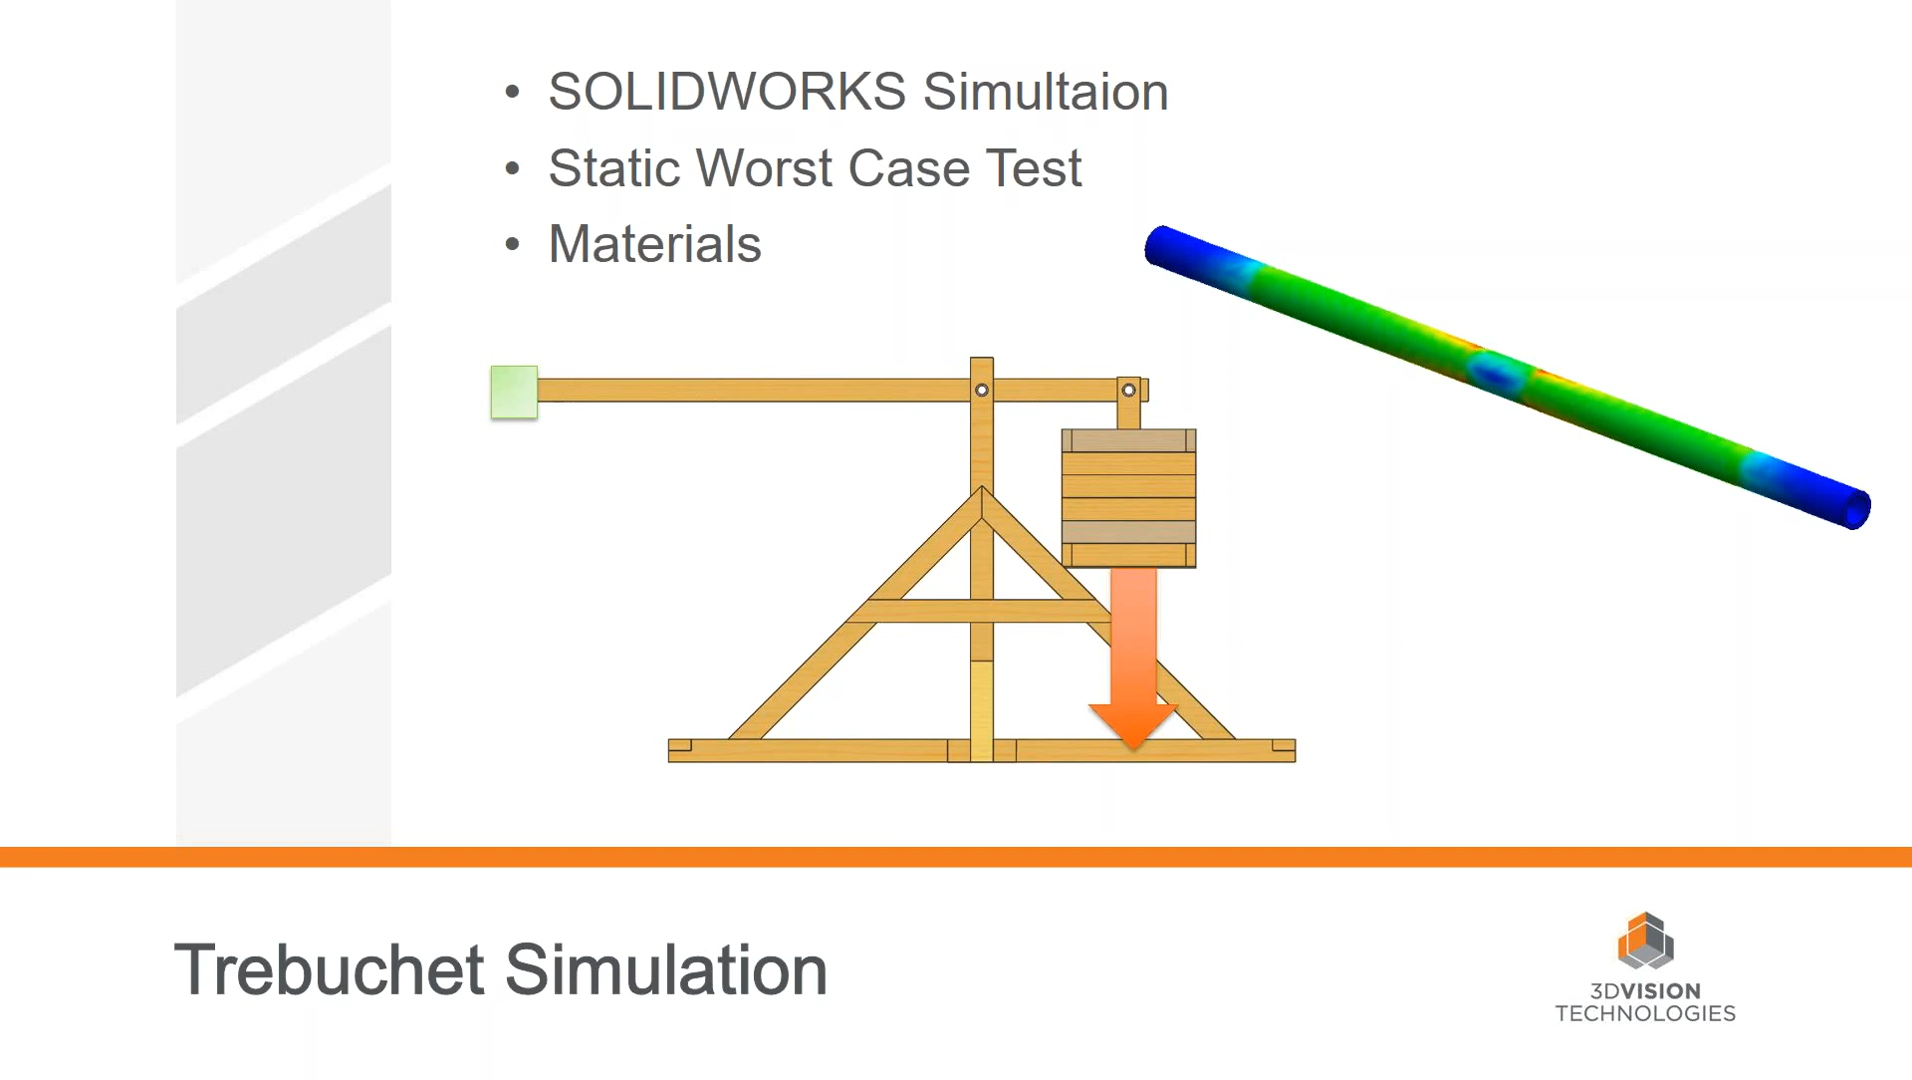 • SOLIDWORKS Simultaion
• Static Worst Case Test
• Materials
Trebuchet Simulation
3DVISION
TECHNOLOGIES